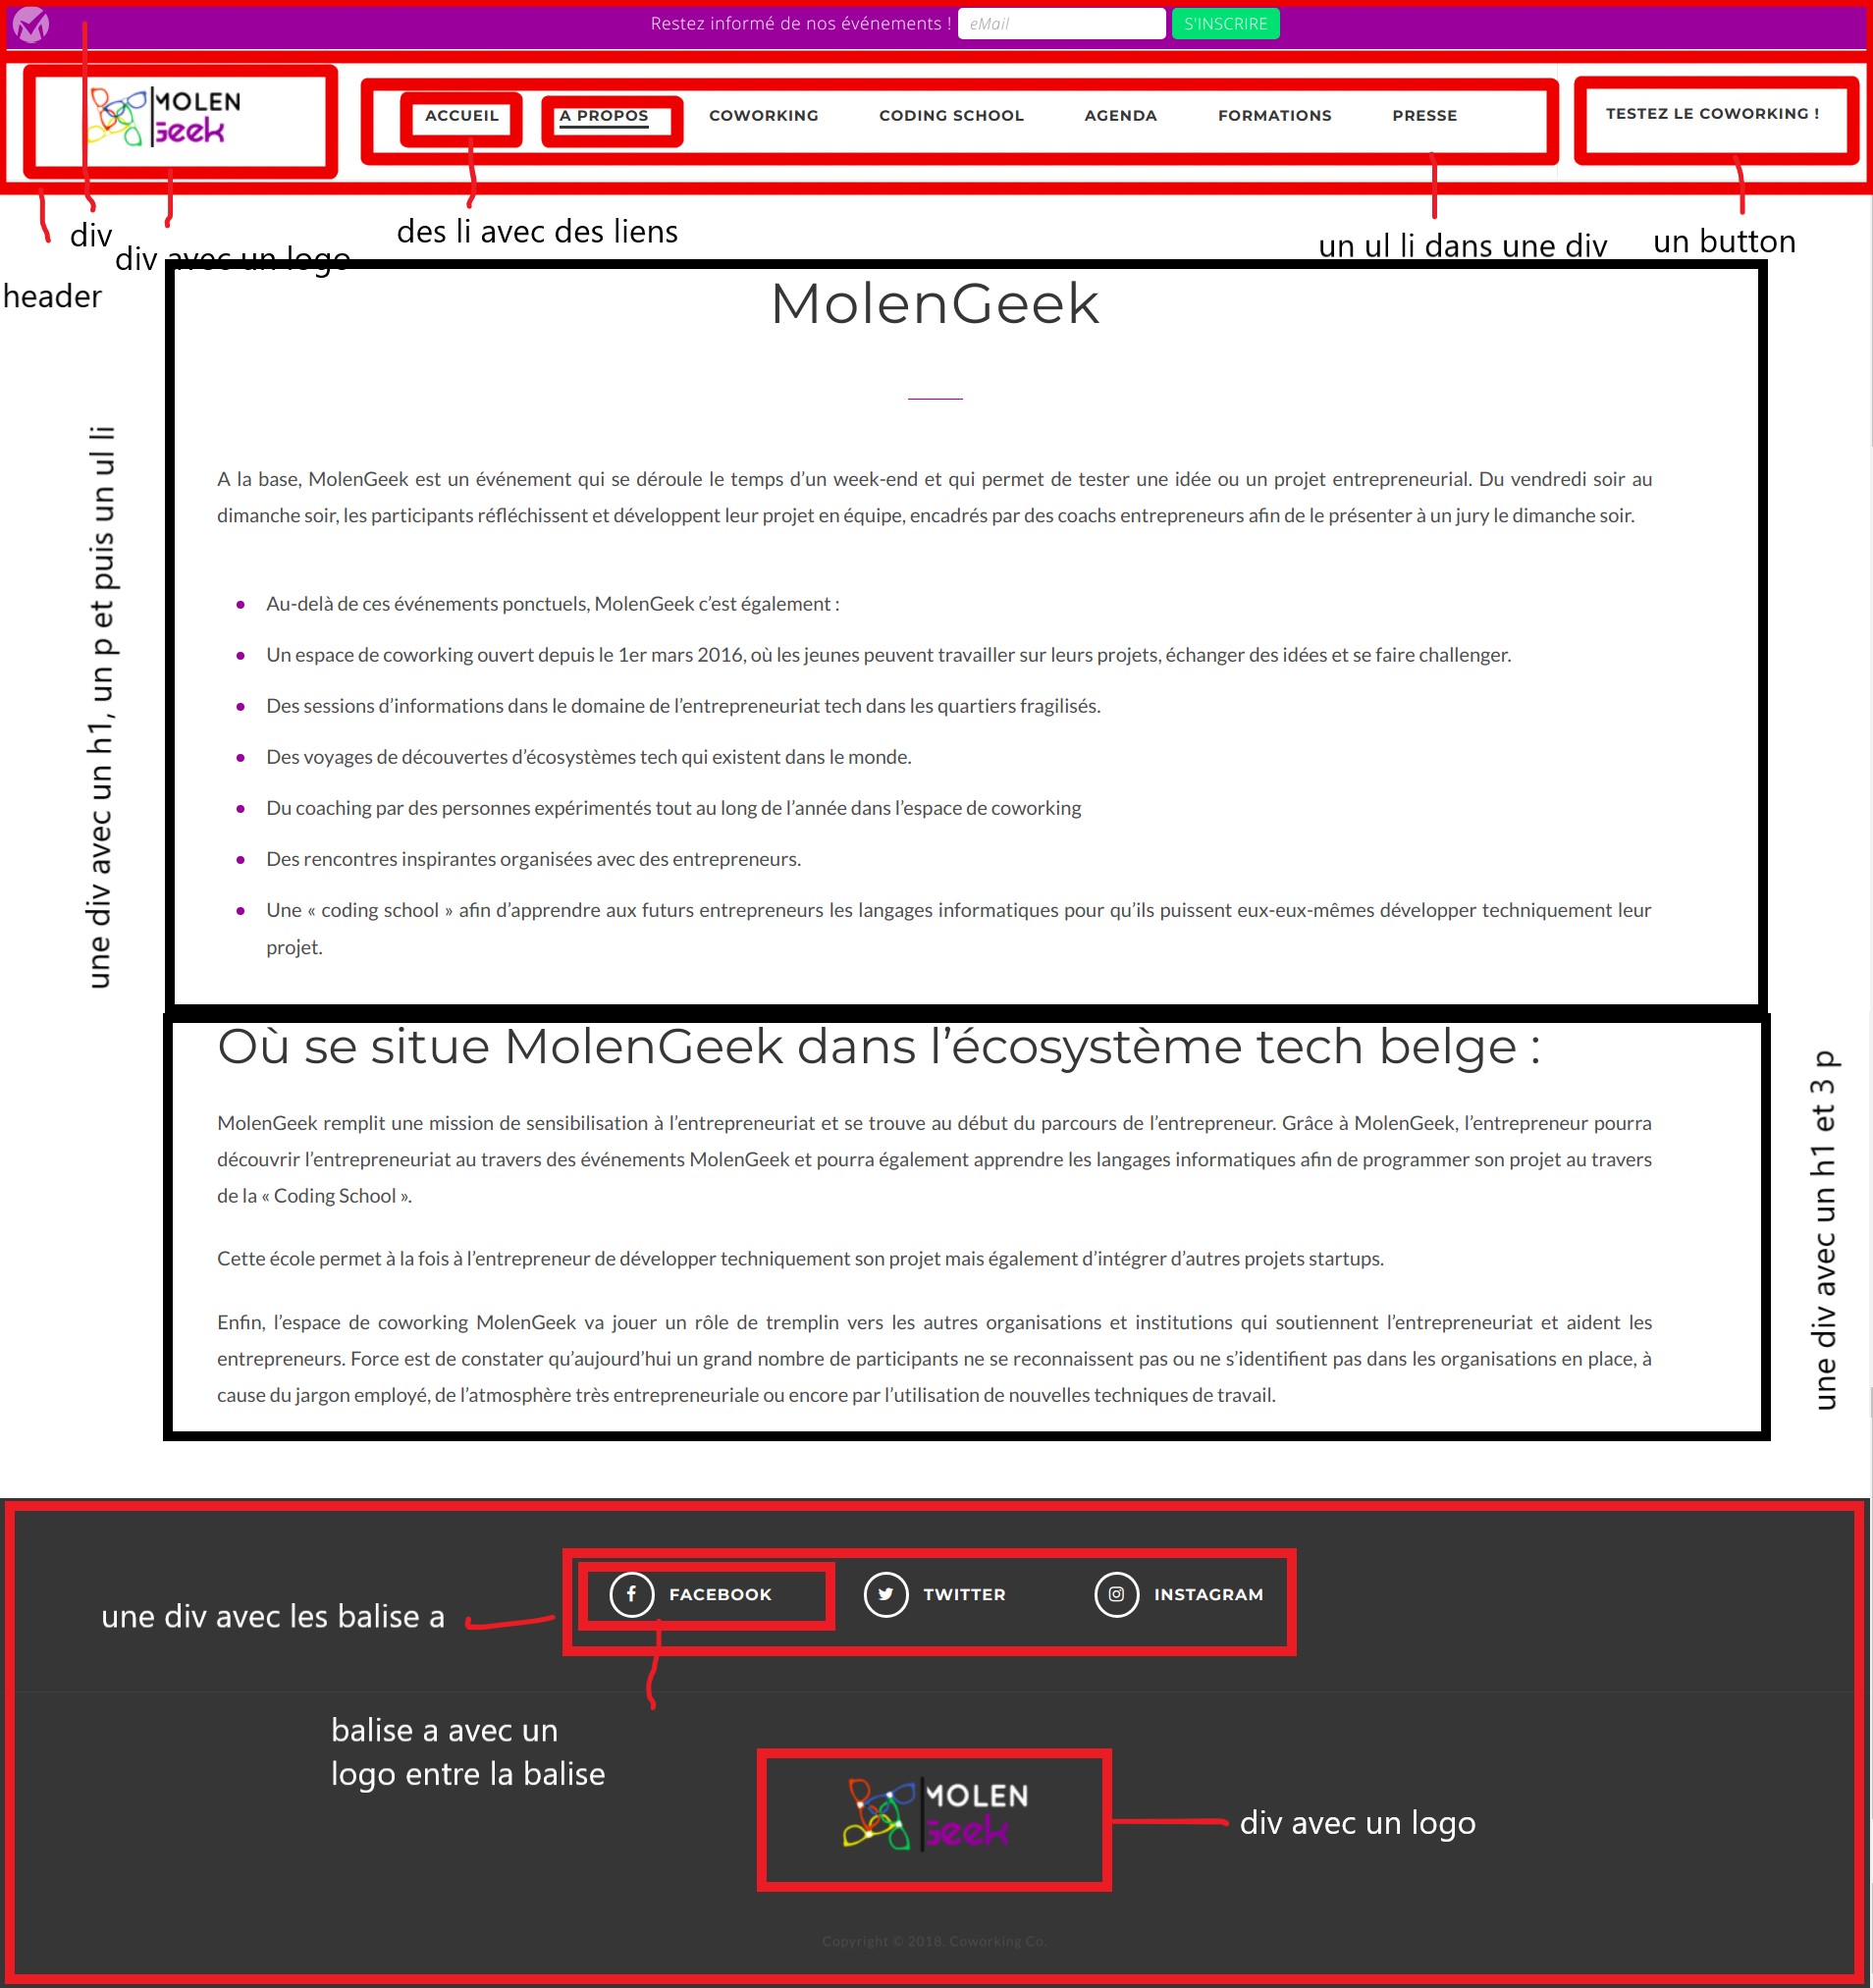 Restez informé de nos événements ! eMail S'INSCRIRE
MOLEN
Geek
ACCUEIL A PROPOS COWORKING CODING SCHOOL AGENDA FORMATIONS PRESSE TESTEZ LE COWORKING !
div
div avec un logo
header
des li avec des liens
un ul li dans une div
un button
MolenGeek
une div avec un h1, un p et puis un ul li
A la base, MolenGeek est un événement qui se déroule le temps d’un week-end et qui permet de tester une idée ou un projet entrepreneurial. Du vendredi soir au
dimanche soir, les participants réfléchissent et développent leur projet en équipe, encadrés par des coachs entrepreneurs afin de le présenter à un jury le dimanche soir.
Au-delà de ces événements ponctuels, MolenGeek c’est également :
Un espace de coworking ouvert depuis le 1er mars 2016, où les jeunes peuvent travailler sur leurs projets, échanger des idées et se faire challenger.
Des sessions d’informations dans le domaine de l’entrepreneuriat tech dans les quartiers fragilisés.
Des voyages de découvertes d’écosystèmes tech qui existent dans le monde.
Du coaching par des personnes expérimentés tout au long de l’année dans l’espace de coworking
Des rencontres inspirantes organisées avec des entrepreneurs.
Une « coding school » afin d’apprendre aux futurs entrepreneurs les langages informatiques pour qu’ils puissent eux-eux-mêmes développer techniquement leur
projet.
Où se situe MolenGeek dans l’écosystème tech belge :
une div avec un h1 et 3 p
MolenGeek remplit une mission de sensibilisation à l’entrepreneuriat et se trouve au début du parcours de l’entrepreneur. Grâce à MolenGeek, l’entrepreneur pourra
découvrir l’entrepreneuriat au travers des événements MolenGeek et pourra également apprendre les langages informatiques afin de programmer son projet au travers
de la « Coding School ».
Cette école permet à la fois à l’entrepreneur de développer techniquement son projet mais également d’intégrer d’autres projets startups.
Enfin, l’espace de coworking MolenGeek va jouer un rôle de tremplin vers les autres organisations et institutions qui soutiennent l’entrepreneuriat et aident les
entrepreneurs. Force est de constater qu’aujourd’hui un grand nombre de participants ne se reconnaissent pas ou ne s’identifient pas dans les organisations en place, à
cause du jargon employé, de l’atmosphère très entrepreneuriale ou encore par l’utilisation de nouvelles techniques de travail.
FACEBOOK TWITTER INSTAGRAM
une div avec les balise a
balise a avec un
logo entre la balise
MOLEN
Geek
div avec un logo
Copyright © 2018. Coworking Co.